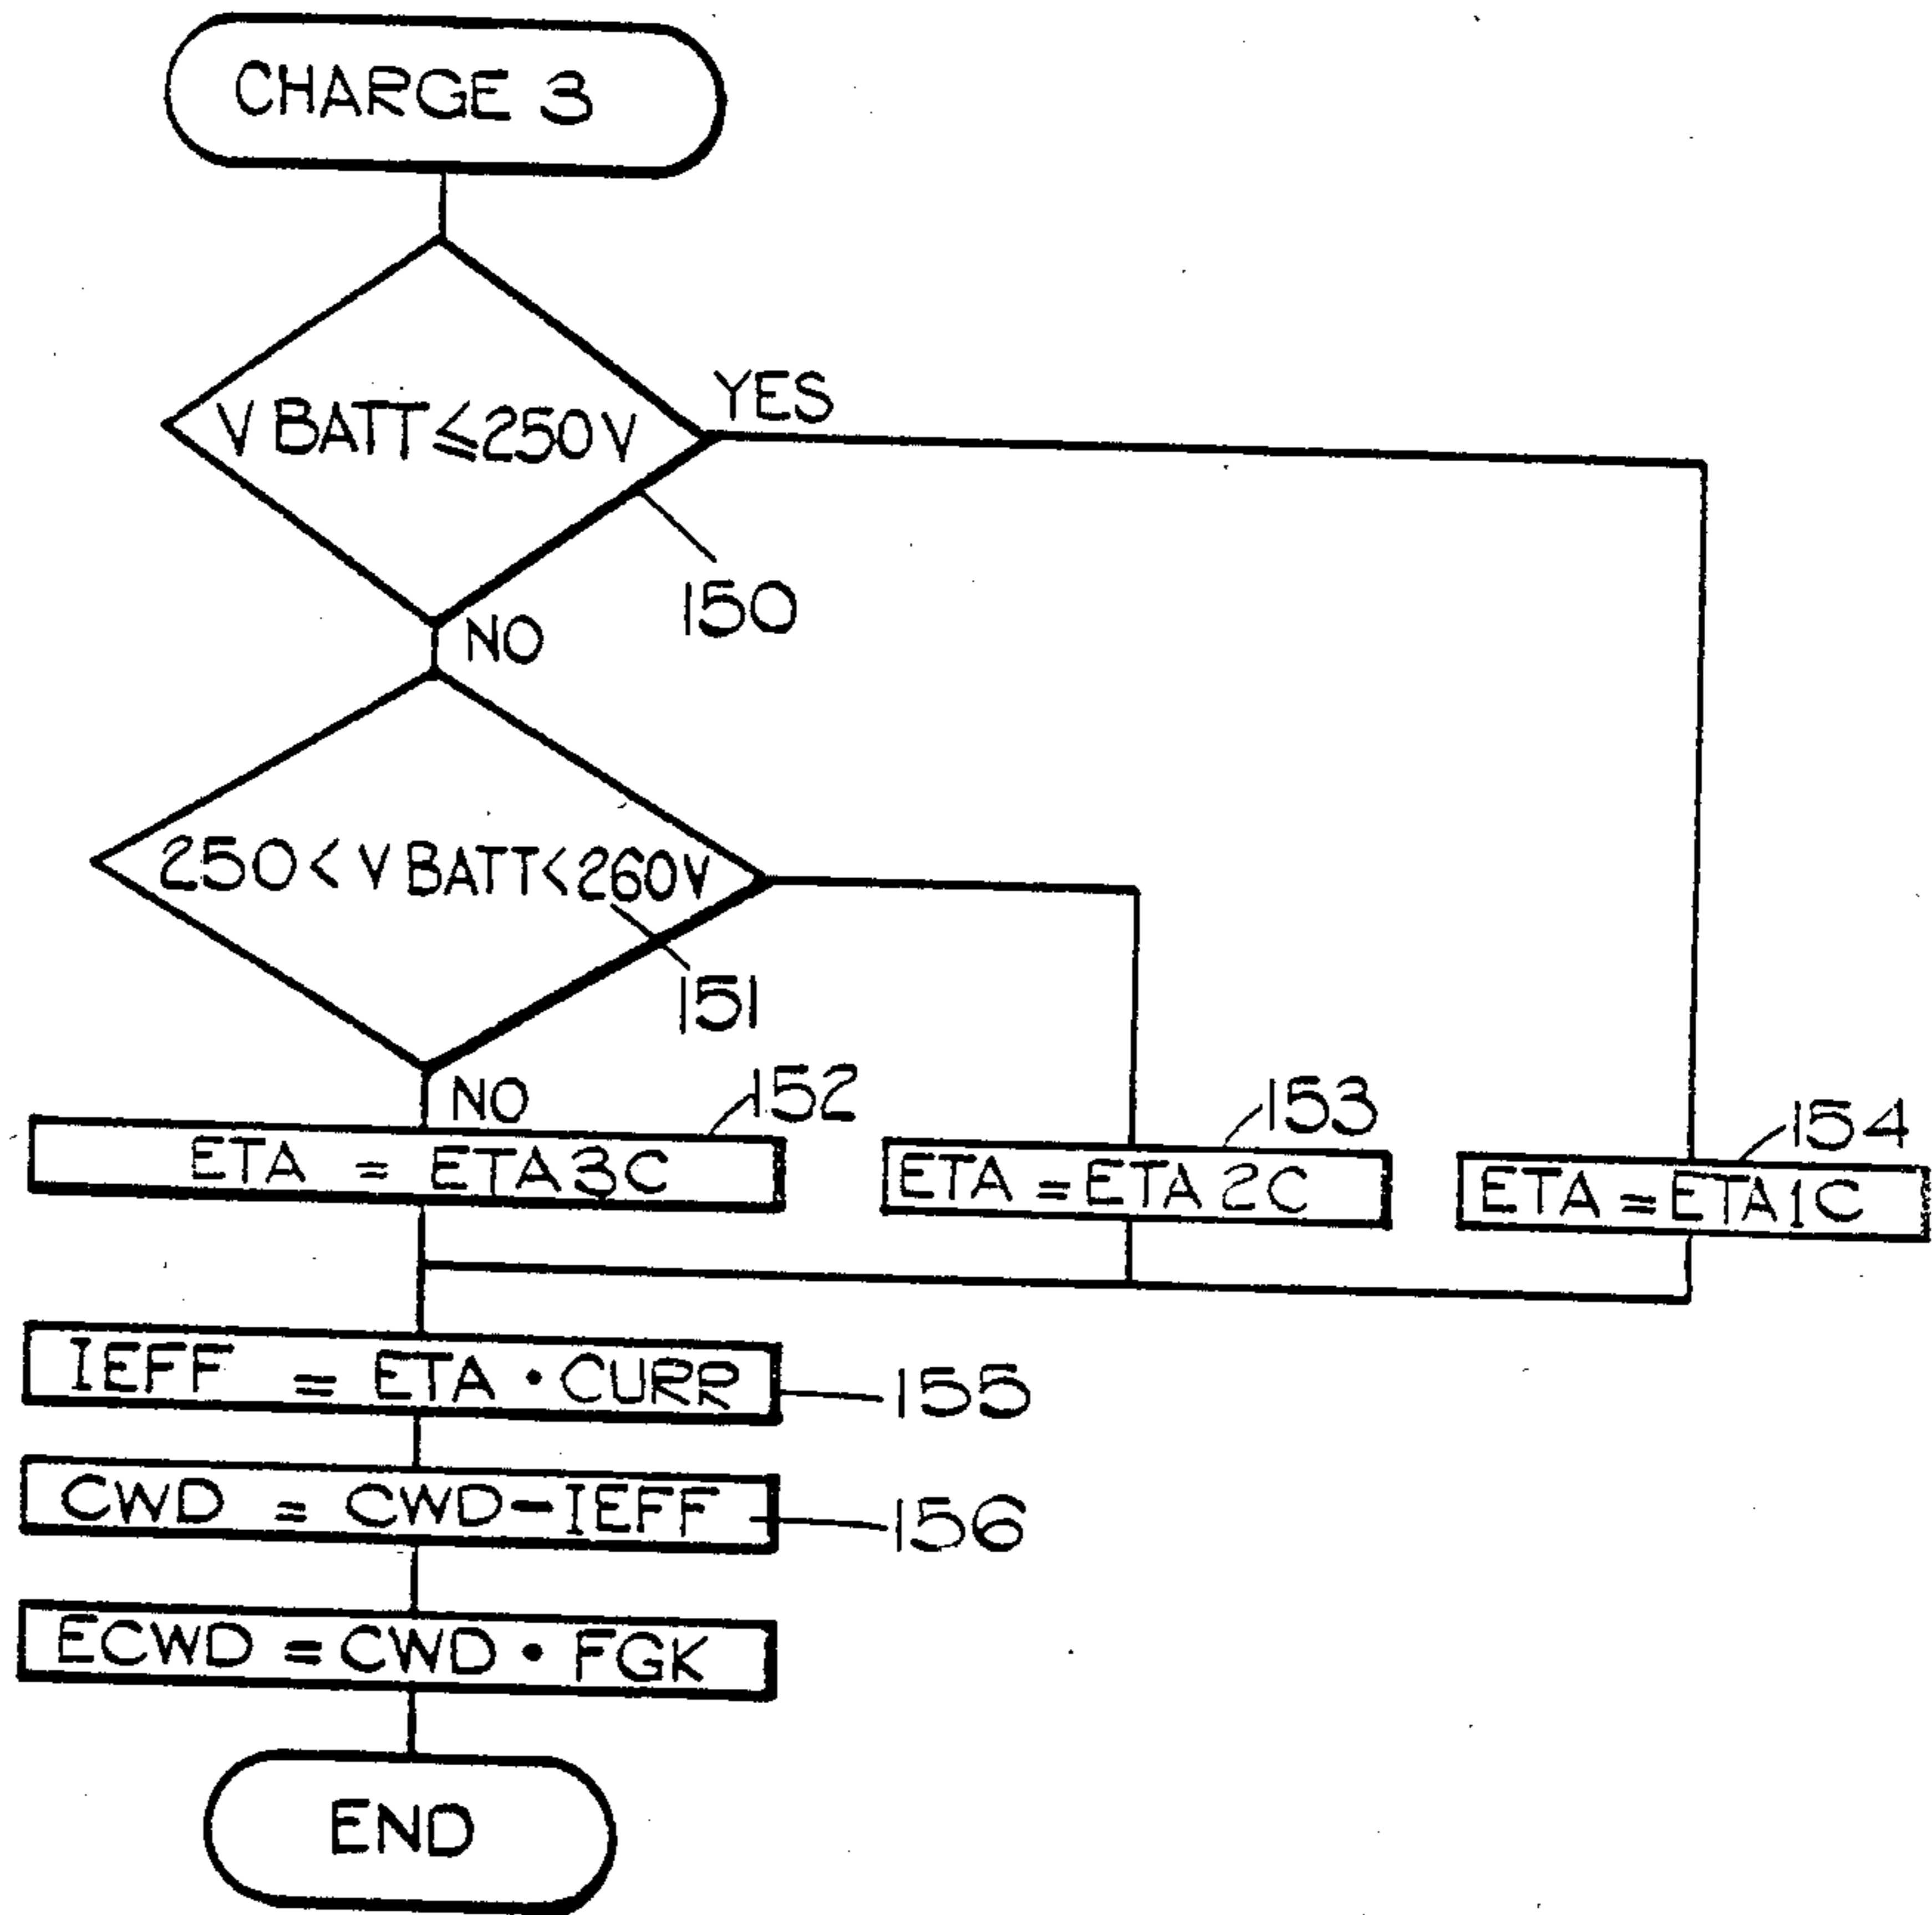 CHARGE 3
V BATT ≦ 250V
YES
150
NO
250 < V BATT < 260V
151
NO
152
153
154
ETA = ETA3C
ETA = ETA 2C
ETA = ETA1C
IEFF = ETA • CURR
155
CWD = CWD-IEFF
156
ECWD = CWD • FGK
END